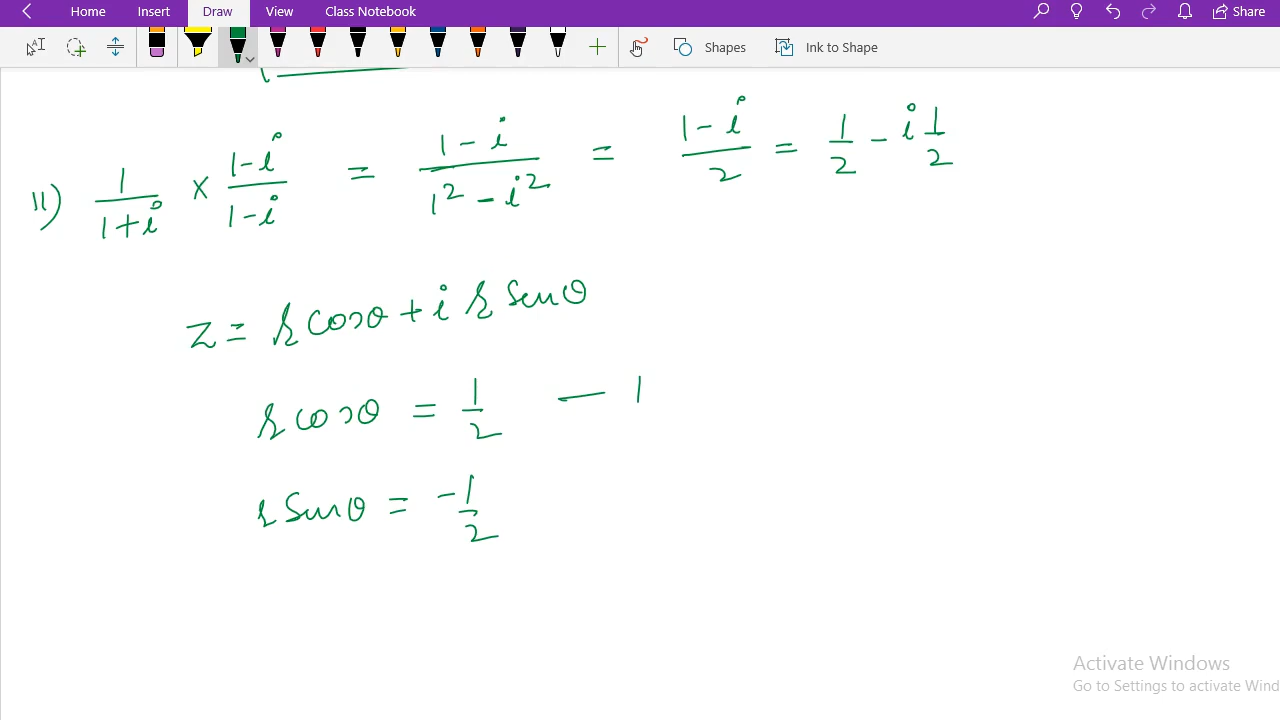 Home Insert Draw View Class Notebook Share
Shapes Ink to Shape
11) 1/(1+i) × (1-i)/(1-i) = (1-i)/(1² - i²) = (1-i)/2 = 1/2 - i 1/2
z = r cosθ + i r sinθ
r cosθ = 1/2 — 1
r sinθ = -1/2
Activate Windows
Go to Settings to activate Wind